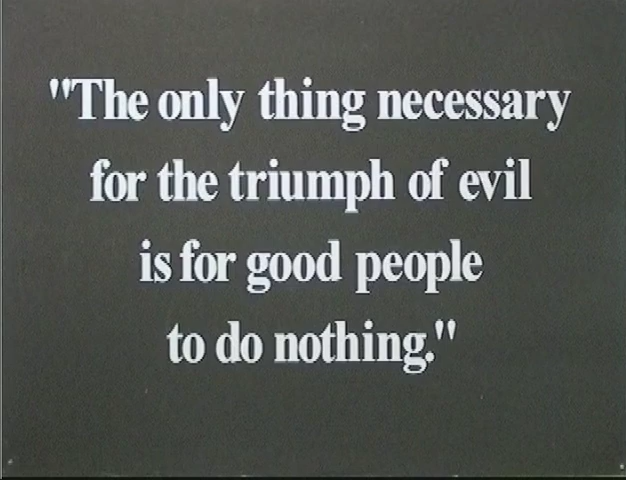 "The only thing necessary
for the triumph of evil
is for good people
to do nothing."